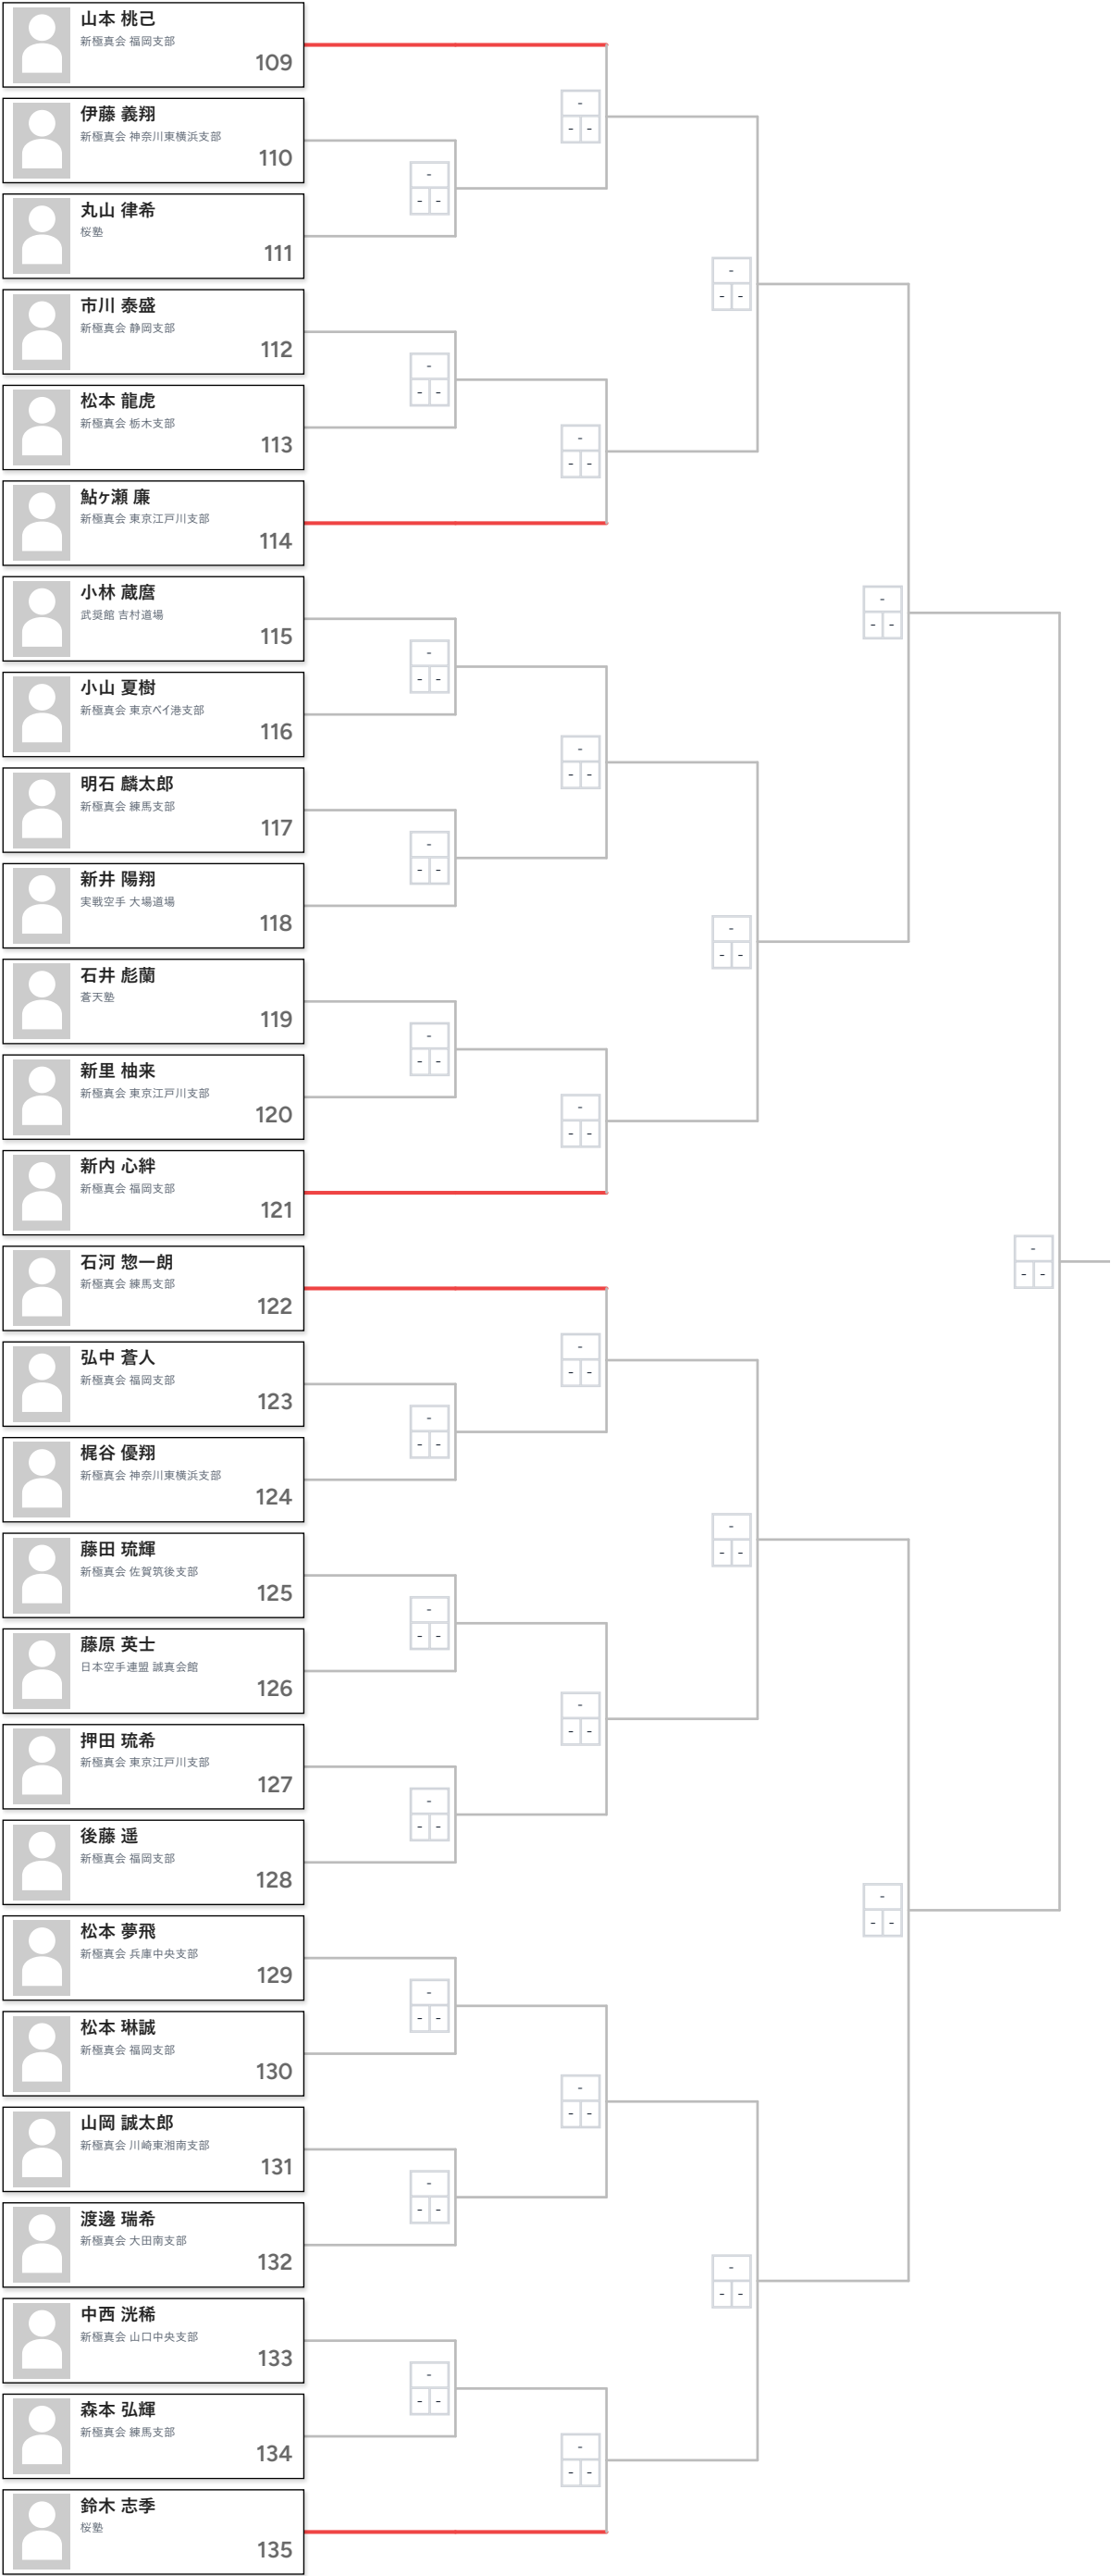 山本 桃己
新極真会 福岡支部
109
伊藤 義翔
新極真会 神奈川東横浜支部
110
丸山 律希
桜塾
111
市川 泰盛
新極真会 静岡支部
112
松本 龍虎
新極真会 栃木支部
113
鮎ヶ瀬 廉
新極真会 東京江戸川支部
114
小林 蔵麿
武奨館 吉村道場
115
小山 夏樹
新極真会 東京ベイ港支部
116
明石 麟太郎
新極真会 練馬支部
117
新井 陽翔
実戦空手 大場道場
118
石井 彪蘭
蒼天塾
119
新里 柚来
新極真会 東京江戸川支部
120
新内 心絆
新極真会 福岡支部
121
石河 惣一朗
新極真会 練馬支部
122
弘中 蒼人
新極真会 福岡支部
123
梶谷 優翔
新極真会 神奈川東横浜支部
124
藤田 琉輝
新極真会 佐賀筑後支部
125
藤原 英士
日本空手連盟 誠真会館
126
押田 琉希
新極真会 東京江戸川支部
127
後藤 遥
新極真会 福岡支部
128
松本 夢飛
新極真会 兵庫中央支部
129
松本 琳誠
新極真会 福岡支部
130
山岡 誠太郎
新極真会 川崎東湘南支部
131
渡邊 瑞希
新極真会 大田南支部
132
中西 洸稀
新極真会 山口中央支部
133
森本 弘輝
新極真会 練馬支部
134
鈴木 志季
桜塾
135